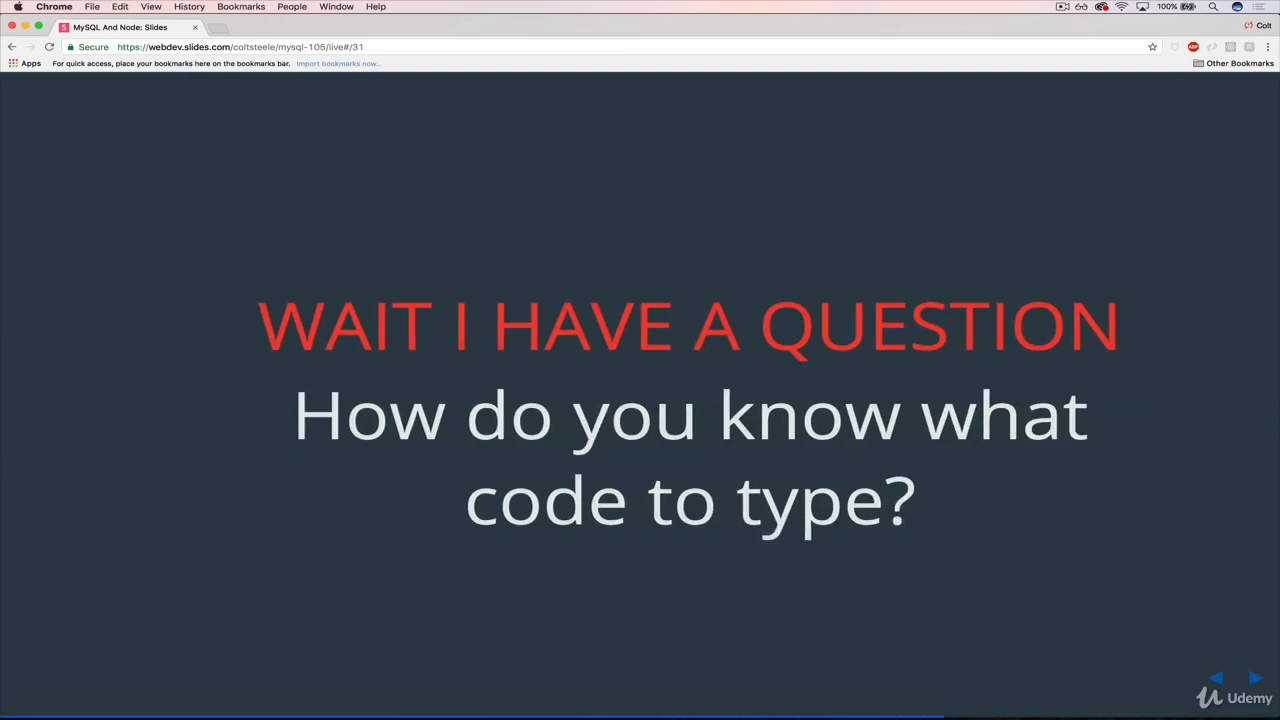 Chrome File Edit View History Bookmarks People Window Help 100%
MySQL And Node: Slides Colt
Secure https://webdev.slides.com/coltsteele/mysql-105/live#/31 ABP
Apps For quick access, place your bookmarks here on the bookmarks bar. Import bookmarks now... Other Bookmarks
WAIT I HAVE A QUESTION
How do you know what
code to type?
Udemy